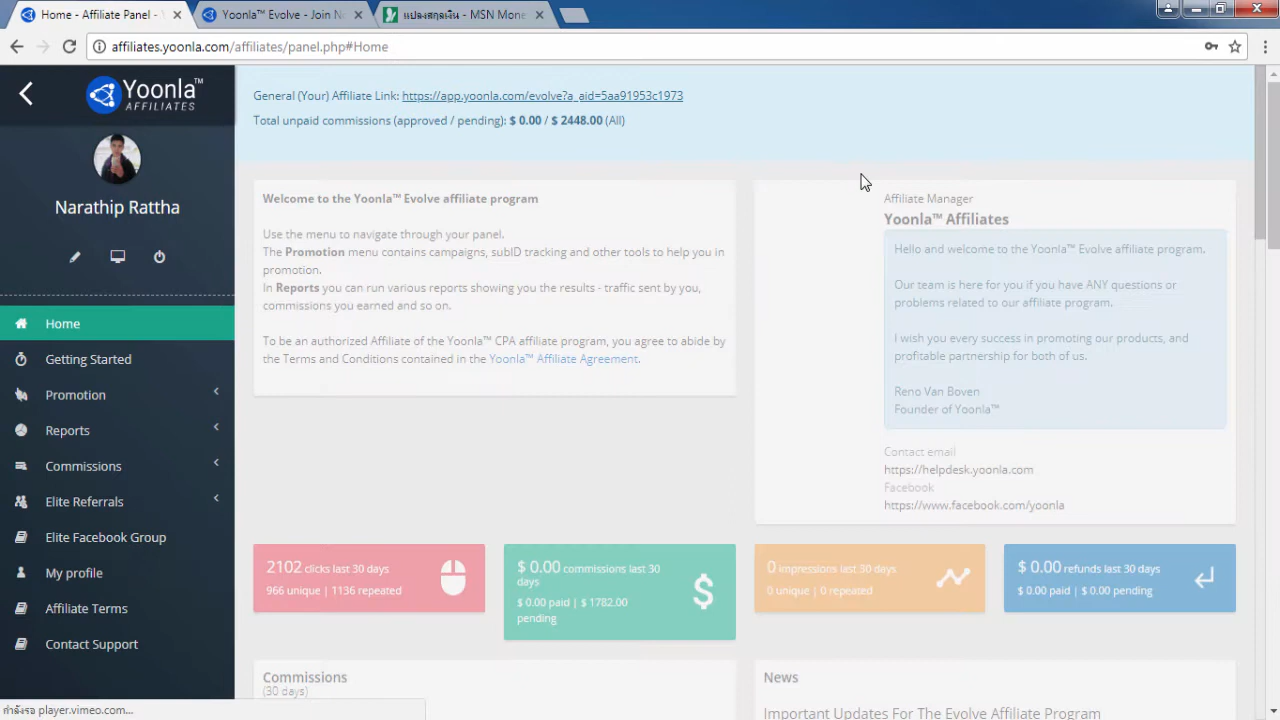 Home - Affiliate Panel -
Yoonla™ Evolve - Join N
แปลงสกุลเงิน - MSN Mone
affiliates.yoonla.com/affiliates/panel.php#Home
Yoonla™
AFFILIATES
Narathip Rattha
Home
Getting Started
Promotion
Reports
Commissions
Elite Referrals
Elite Facebook Group
My profile
Affiliate Terms
Contact Support
General (Your) Affiliate Link: https://app.yoonla.com/evolve?a_aid=5aa91953c1973
Total unpaid commissions (approved / pending): $ 0.00 / $ 2448.00 (All)
Welcome to the Yoonla™ Evolve affiliate program
Use the menu to navigate through your panel.
The Promotion menu contains campaigns, subID tracking and other tools to help you in
promotion.
In Reports you can run various reports showing you the results - traffic sent by you,
commissions you earned and so on.
To be an authorized Affiliate of the Yoonla™ CPA affiliate program, you agree to abide by
the Terms and Conditions contained in the Yoonla™ Affiliate Agreement.
Affiliate Manager
Yoonla™ Affiliates
Hello and welcome to the Yoonla™ Evolve affiliate program.
Our team is here for you if you have ANY questions or
problems related to our affiliate program.
I wish you every success in promoting our products, and
profitable partnership for both of us.
Reno Van Boven
Founder of Yoonla™
Contact email
https://helpdesk.yoonla.com
Facebook
https://www.facebook.com/yoonla
2102 clicks last 30 days
966 unique | 1136 repeated
$ 0.00 commissions last 30
days
$ 0.00 paid | $ 1782.00
pending
0 impressions last 30 days
0 unique | 0 repeated
$ 0.00 refunds last 30 days
$ 0.00 paid | $ 0.00 pending
Commissions
(30 days)
News
Important Updates For The Evolve Affiliate Program
กำลังรอ player.vimeo.com...